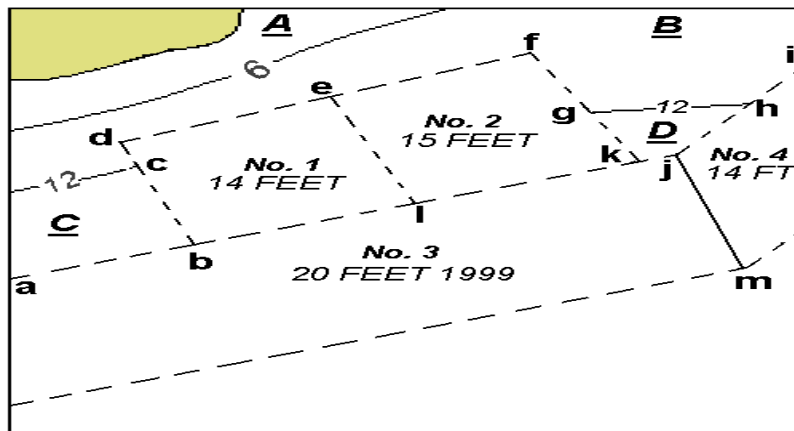 A
B
f
i
6
e
g
12
h
d
No. 2
D
15 FEET
c
k
j
No. 4
No. 1
14 FT
14 FEET
12
C
l
b
No. 3
a
20 FEET 1999
m